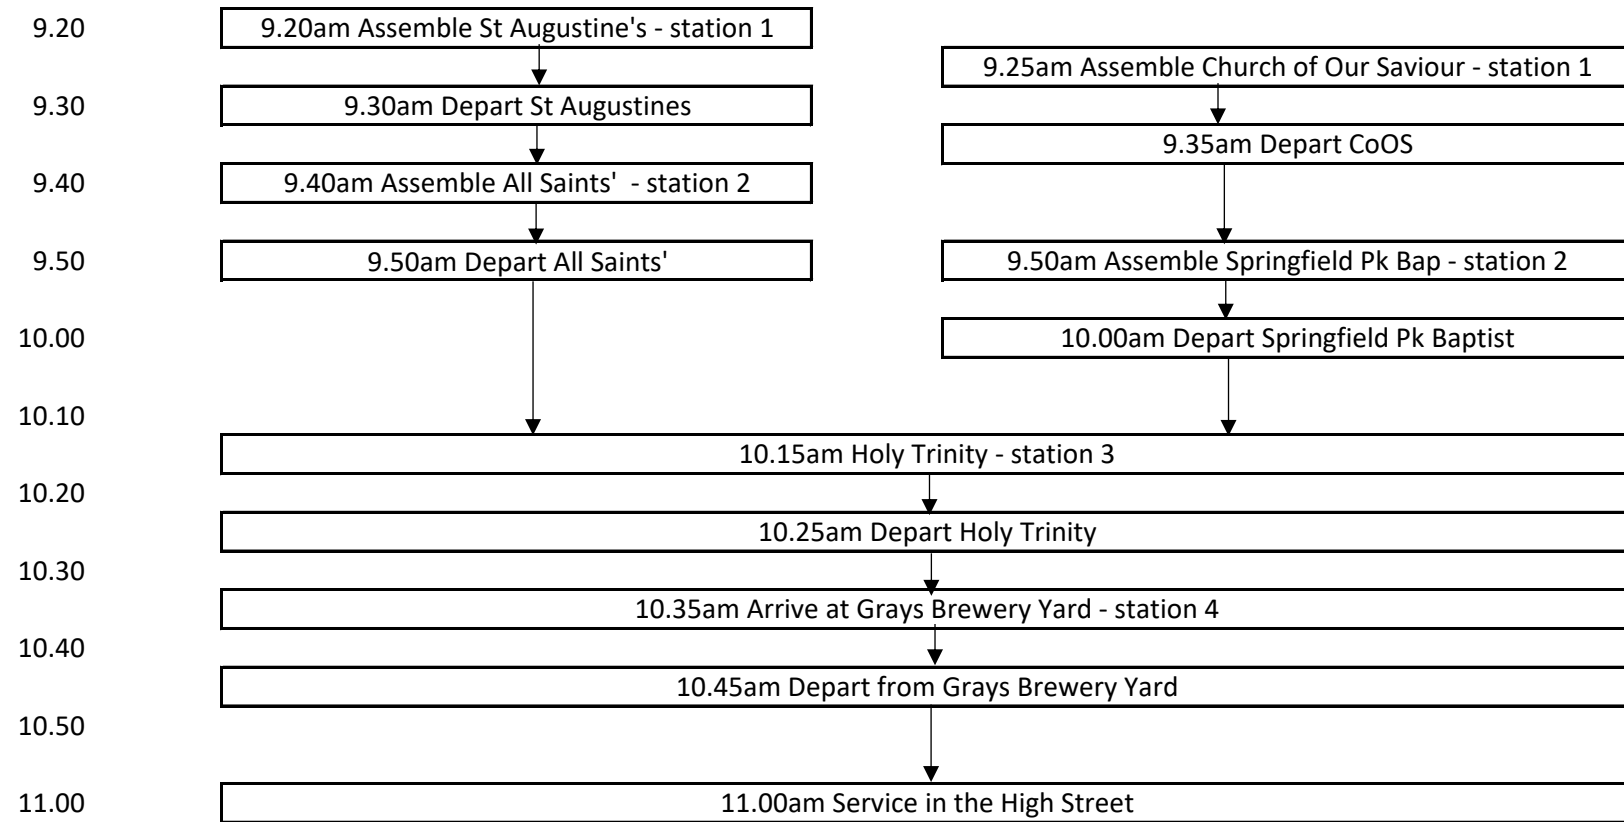 9.20 9.20am Assemble St Augustine's - station 1
9.25am Assemble Church of Our Saviour - station 1
9.30 9.30am Depart St Augustines
9.35am Depart CoOS
9.40 9.40am Assemble All Saints'  - station 2
9.50 9.50am Depart All Saints' 9.50am Assemble Springfield Pk Bap - station 2
10.00 10.00am Depart Springfield Pk Baptist
10.10
10.15am Holy Trinity - station 3
10.20
10.25am Depart Holy Trinity
10.30
10.35am Arrive at Grays Brewery Yard - station 4
10.40
10.45am Depart from Grays Brewery Yard
10.50
11.00 11.00am Service in the High Street